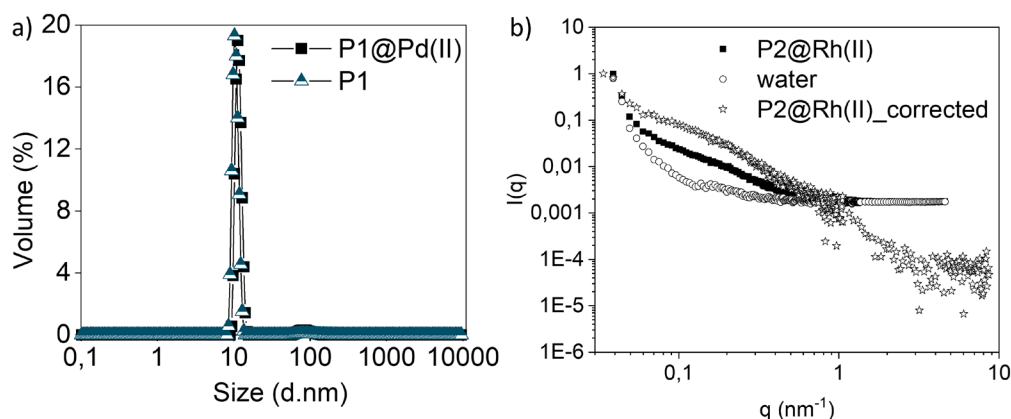 a)
20
16
12
8
4
0
Volume (%)
P1@Pd(II)
P1
0,1 1 10 100 1000 10000
Size (d.nm)
b)
10
1
0,1
0,01
0,001
1E-4
1E-5
1E-6
I(q)
P2@Rh(II)
water
P2@Rh(II)_corrected
0,1 1 10
q (nm⁻¹)